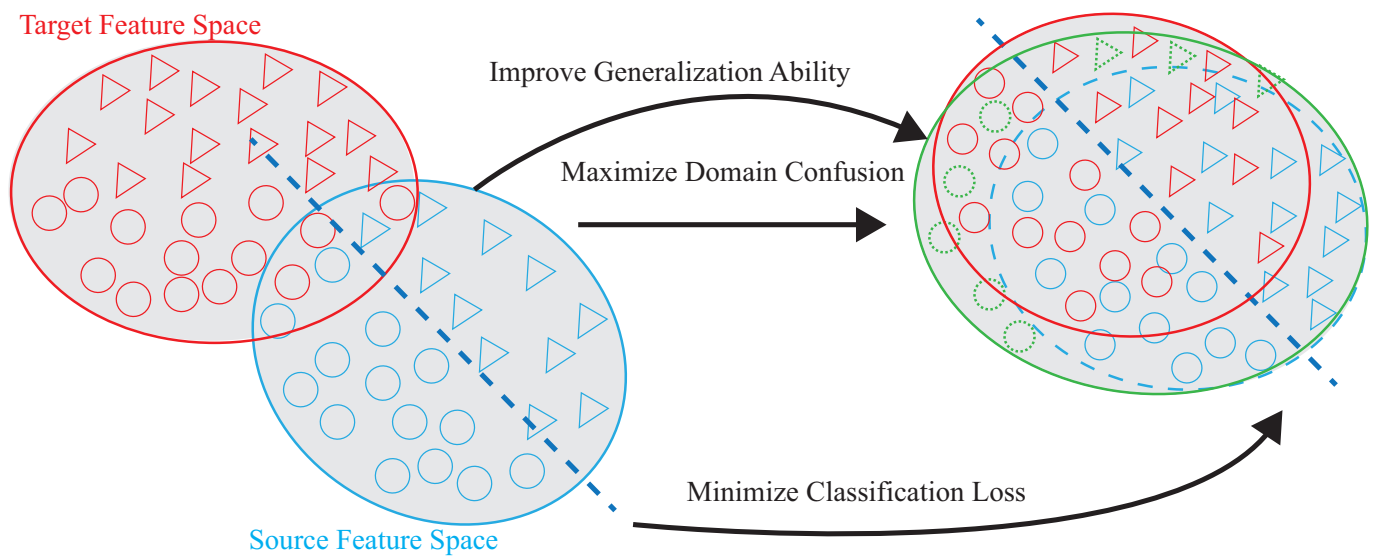 Target Feature Space
Improve Generalization Ability
Maximize Domain Confusion
Minimize Classification Loss
Source Feature Space